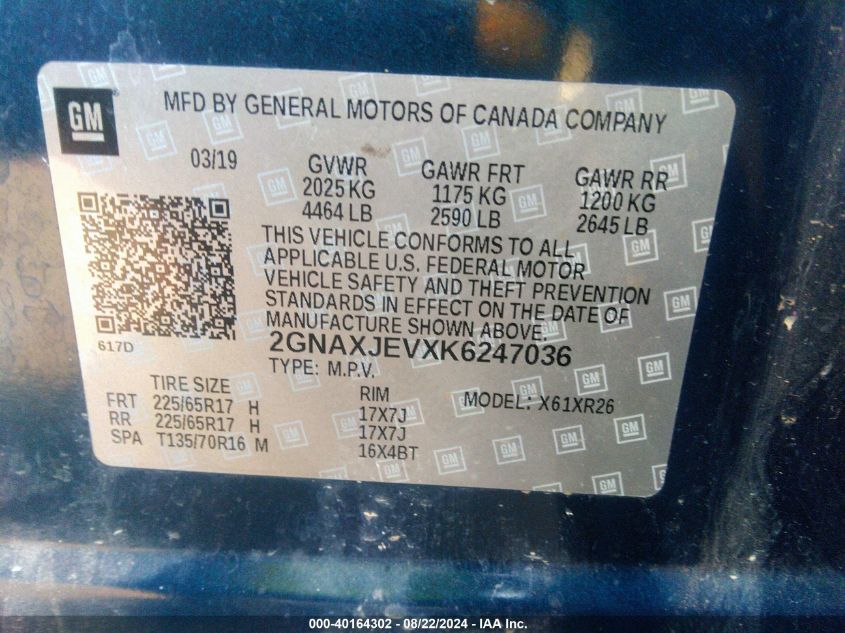 GM
MFD BY GENERAL MOTORS OF CANADA COMPANY
03/19
GVWR GAWR FRT GAWR RR
2025 KG 1175 KG 1200 KG
4464 LB 2590 LB 2645 LB
THIS VEHICLE CONFORMS TO ALL
APPLICABLE U.S. FEDERAL MOTOR
VEHICLE SAFETY AND THEFT PREVENTION
STANDARDS IN EFFECT ON THE DATE OF
MANUFACTURE SHOWN ABOVE.
617D
2GNAXJEVXK6247036
TYPE: M.P.V.
TIRE SIZE RIM MODEL: X61XR26
FRT 225/65R17 H 17X7J
RR 225/65R17 H 17X7J
SPA T135/70R16 M 16X4BT
000-40164302 - 08/22/2024 - IAAI.com